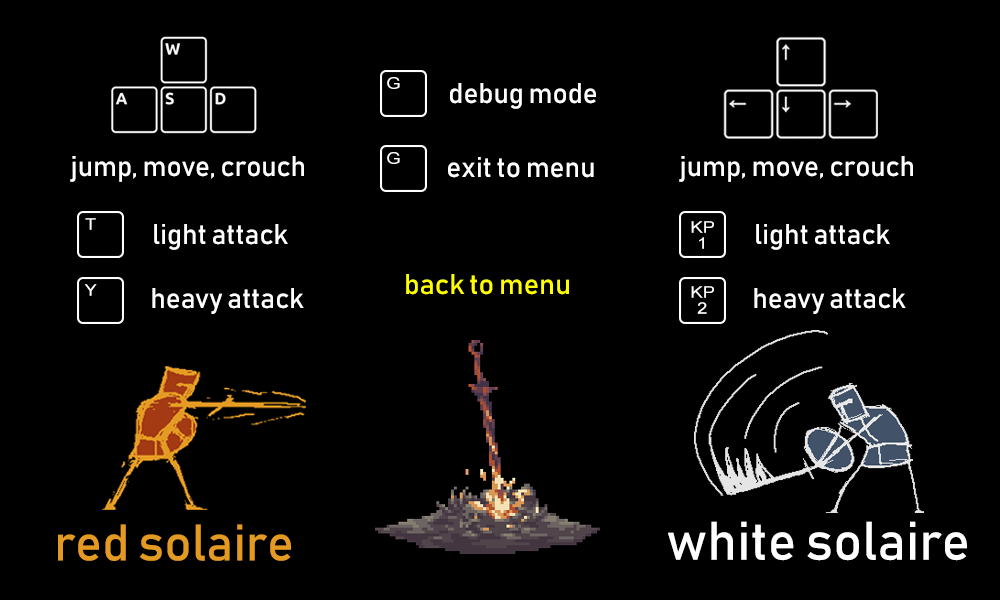 W
A S D
jump, move, crouch
T light attack
Y heavy attack
red solaire
G debug mode
G exit to menu
back to menu
↑
← ↓ →
jump, move, crouch
KP 1 light attack
KP 2 heavy attack
white solaire